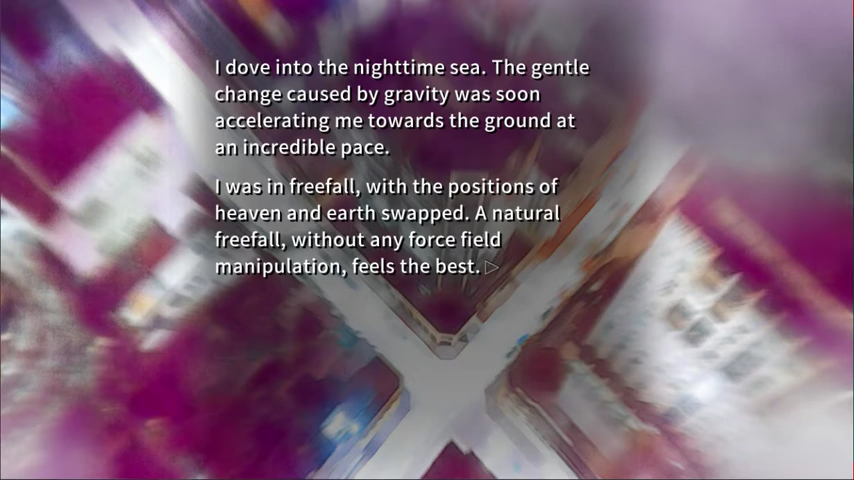 I dove into the nighttime sea. The gentle
change caused by gravity was soon
accelerating me towards the ground at
an incredible pace.
I was in freefall, with the positions of
heaven and earth swapped. A natural
freefall, without any force field
manipulation, feels the best.